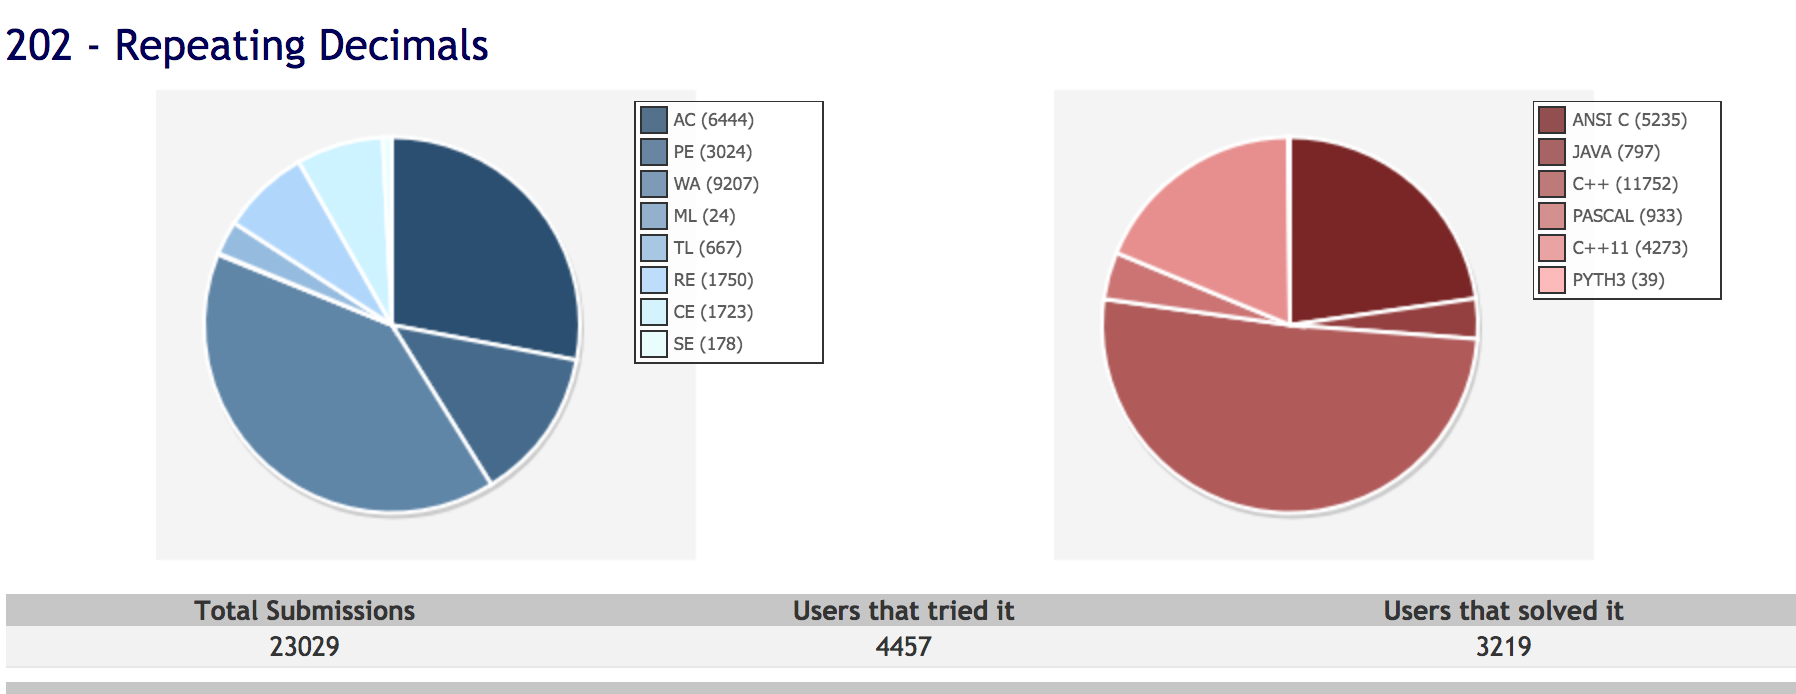 202 - Repeating Decimals
AC (6444)
PE (3024)
WA (9207)
ML (24)
TL (667)
RE (1750)
CE (1723)
SE (178)
ANSI C (5235)
JAVA (797)
C++ (11752)
PASCAL (933)
C++11 (4273)
PYTH3 (39)
Total Submissions Users that tried it Users that solved it
23029 4457 3219